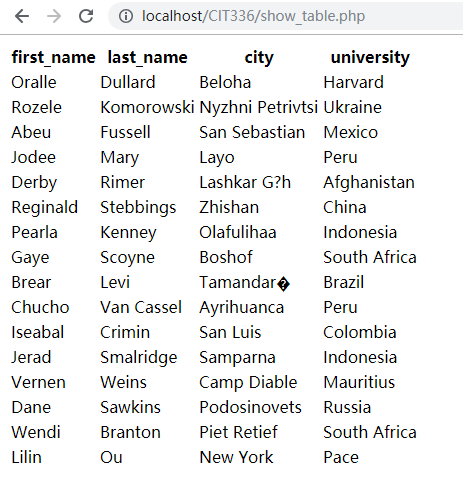 localhost/CIT336/show_table.php
first_name last_name city university
Oralle Dullard Beloha Harvard
Rozele Komorowski Nyzhni Petrivtsi Ukraine
Abeu Fussell San Sebastian Mexico
Jodee Mary Layo Peru
Derby Rimer Lashkar G?h Afghanistan
Reginald Stebbings Zhishan China
Pearla Kenney Olafulihaa Indonesia
Gaye Scoyne Boshof South Africa
Brear Levi Tamandar� Brazil
Chucho Van Cassel Ayrihuanca Peru
Iseabal Crimin San Luis Colombia
Jerad Smalridge Samparna Indonesia
Vernen Weins Camp Diable Mauritius
Dane Sawkins Podosinovets Russia
Wendi Branton Piet Retief South Africa
Lilin Ou New York Pace